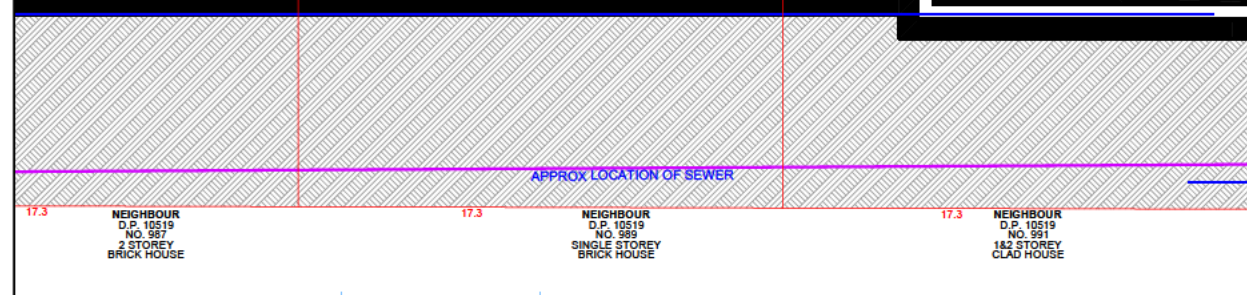 APPROX LOCATION OF SEWER
17.3
NEIGHBOUR
D.P. 10519
NO. 987
2 STOREY
BRICK HOUSE
17.3
NEIGHBOUR
D.P. 10519
NO. 989
SINGLE STOREY
BRICK HOUSE
17.3
NEIGHBOUR
D.P. 10519
NO. 991
1&2 STOREY
CLAD HOUSE